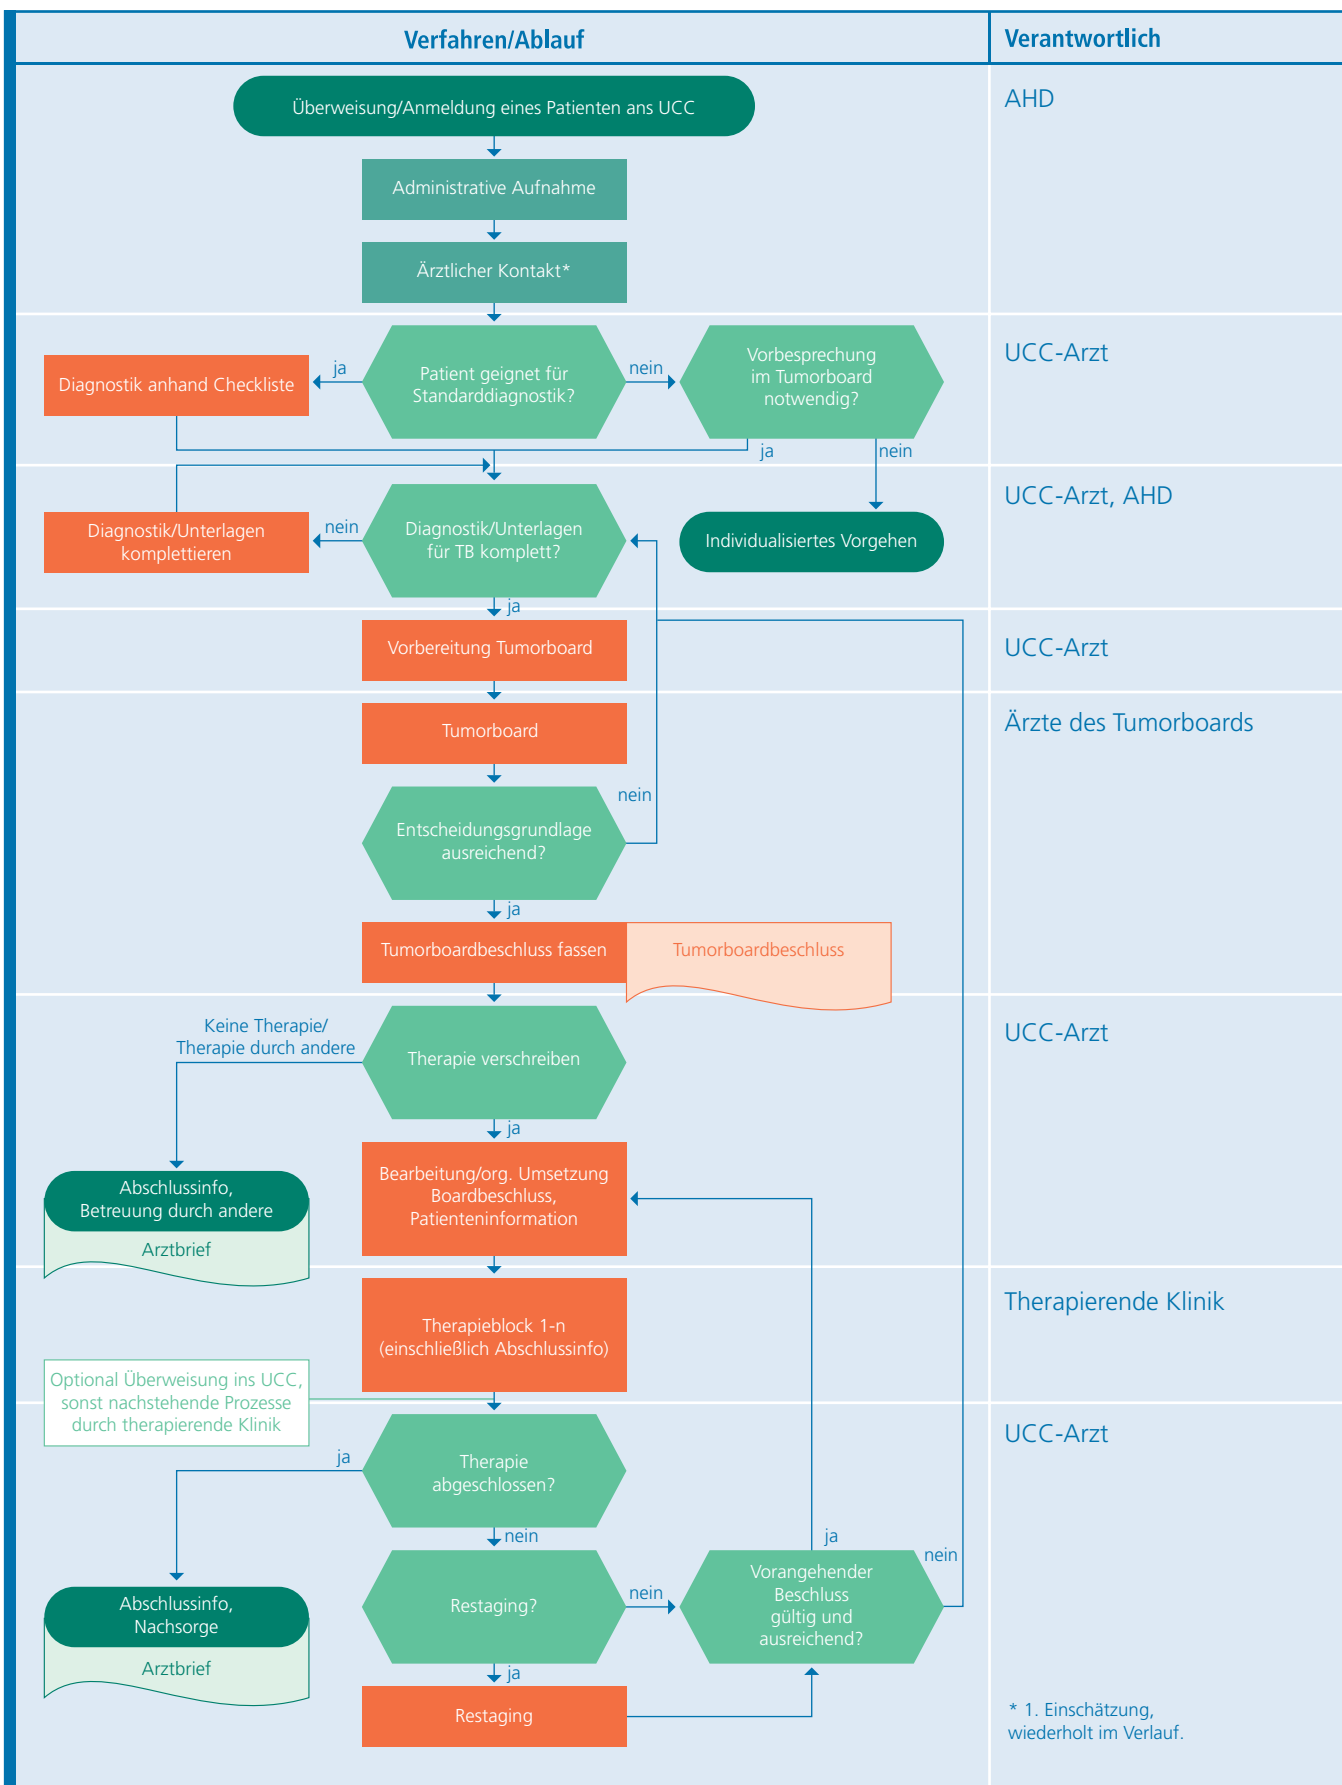 Verfahren/Ablauf
Verantwortlich
Überweisung/Anmeldung eines Patienten ans UCC
AHD
Administrative Aufnahme
Ärztlicher Kontakt*
UCC-Arzt
Diagnostik anhand Checkliste
ja
Patient geignet für
Standarddiagnostik?
nein
Vorbesprechung
im Tumorboard
notwendig?
ja
nein
UCC-Arzt, AHD
Diagnostik/Unterlagen
komplettieren
nein
Diagnostik/Unterlagen
für TB komplett?
Individualisiertes Vorgehen
ja
Vorbereitung Tumorboard
UCC-Arzt
Tumorboard
Ärzte des Tumorboards
nein
Entscheidungsgrundlage
ausreichend?
ja
Tumorboardbeschluss fassen
Tumorboardbeschluss
Keine Therapie/
Therapie durch andere
Therapie verschreiben
UCC-Arzt
ja
Abschlussinfo,
Betreuung durch andere
Arztbrief
Bearbeitung/org. Umsetzung
Boardbeschluss,
Patienteninformation
Therapieblock 1-n
(einschließlich Abschlussinfo)
Therapierende Klinik
Optional Überweisung ins UCC,
sonst nachstehende Prozesse
durch therapierende Klinik
UCC-Arzt
ja
Therapie
abgeschlossen?
nein
ja
nein
Abschlussinfo,
Nachsorge
Arztbrief
Restaging?
nein
Vorangehender
Beschluss
gültig und
ausreichend?
ja
Restaging
* 1. Einschätzung,
wiederholt im Verlauf.